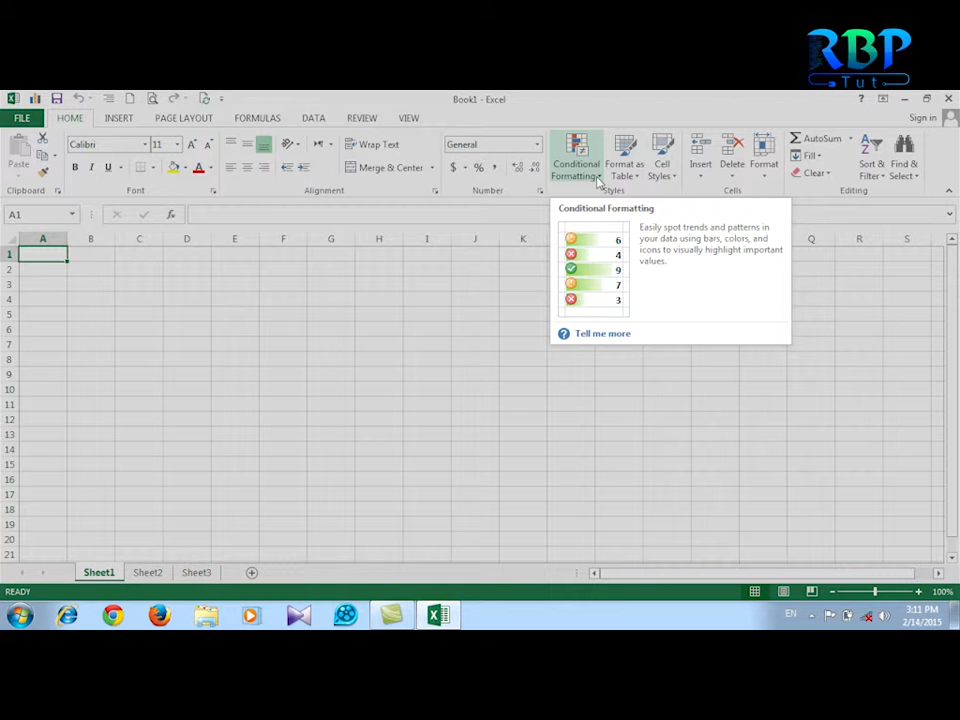 RBP
Tut
Book1 - Excel
FILE HOME INSERT PAGE LAYOUT FORMULAS DATA REVIEW VIEW Sign in
Paste Calibri 11 Wrap Text General Conditional Formatting Format as Table Cell Styles Insert Delete Format AutoSum Sort & Filter Find & Select
B I U A Merge & Center $ % , Fill
Clear
Clipboard Font Alignment Number Styles Cells Editing
A1 fx
A B C D E F G H I J K Q R S
Conditional Formatting
Easily spot trends and patterns in
your data using bars, colors, and
icons to visually highlight important
values.
6
4
9
7
3
Tell me more
1
2
3
4
5
6
7
8
9
10
11
12
13
14
15
16
17
18
19
20
21
Sheet1 Sheet2 Sheet3
READY 100%
EN 3:11 PM
2/14/2015